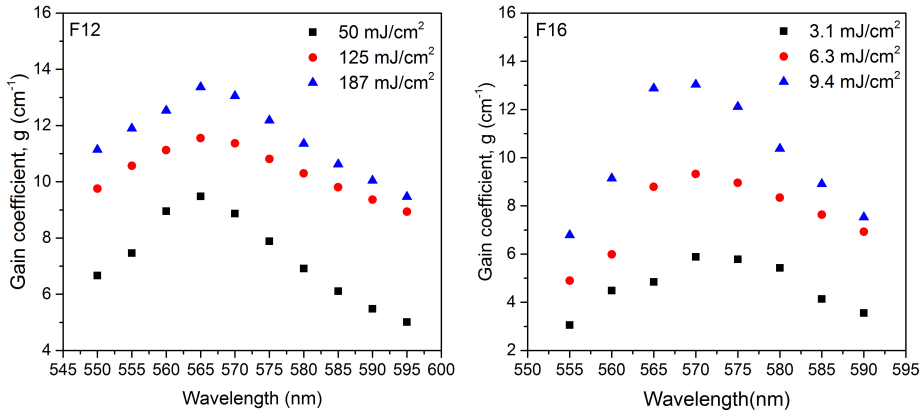 F12
50 mJ/cm²
125 mJ/cm²
187 mJ/cm²
Gain coefficient, g (cm⁻¹)
16
14
12
10
8
6
4
545 550 555 560 565 570 575 580 585 590 595 600
Wavelength (nm)
F16
3.1 mJ/cm²
6.3 mJ/cm²
9.4 mJ/cm²
Gain coefficient, g (cm⁻¹)
16
14
12
10
8
6
4
2
550 555 560 565 570 575 580 585 590 595
Wavelength(nm)